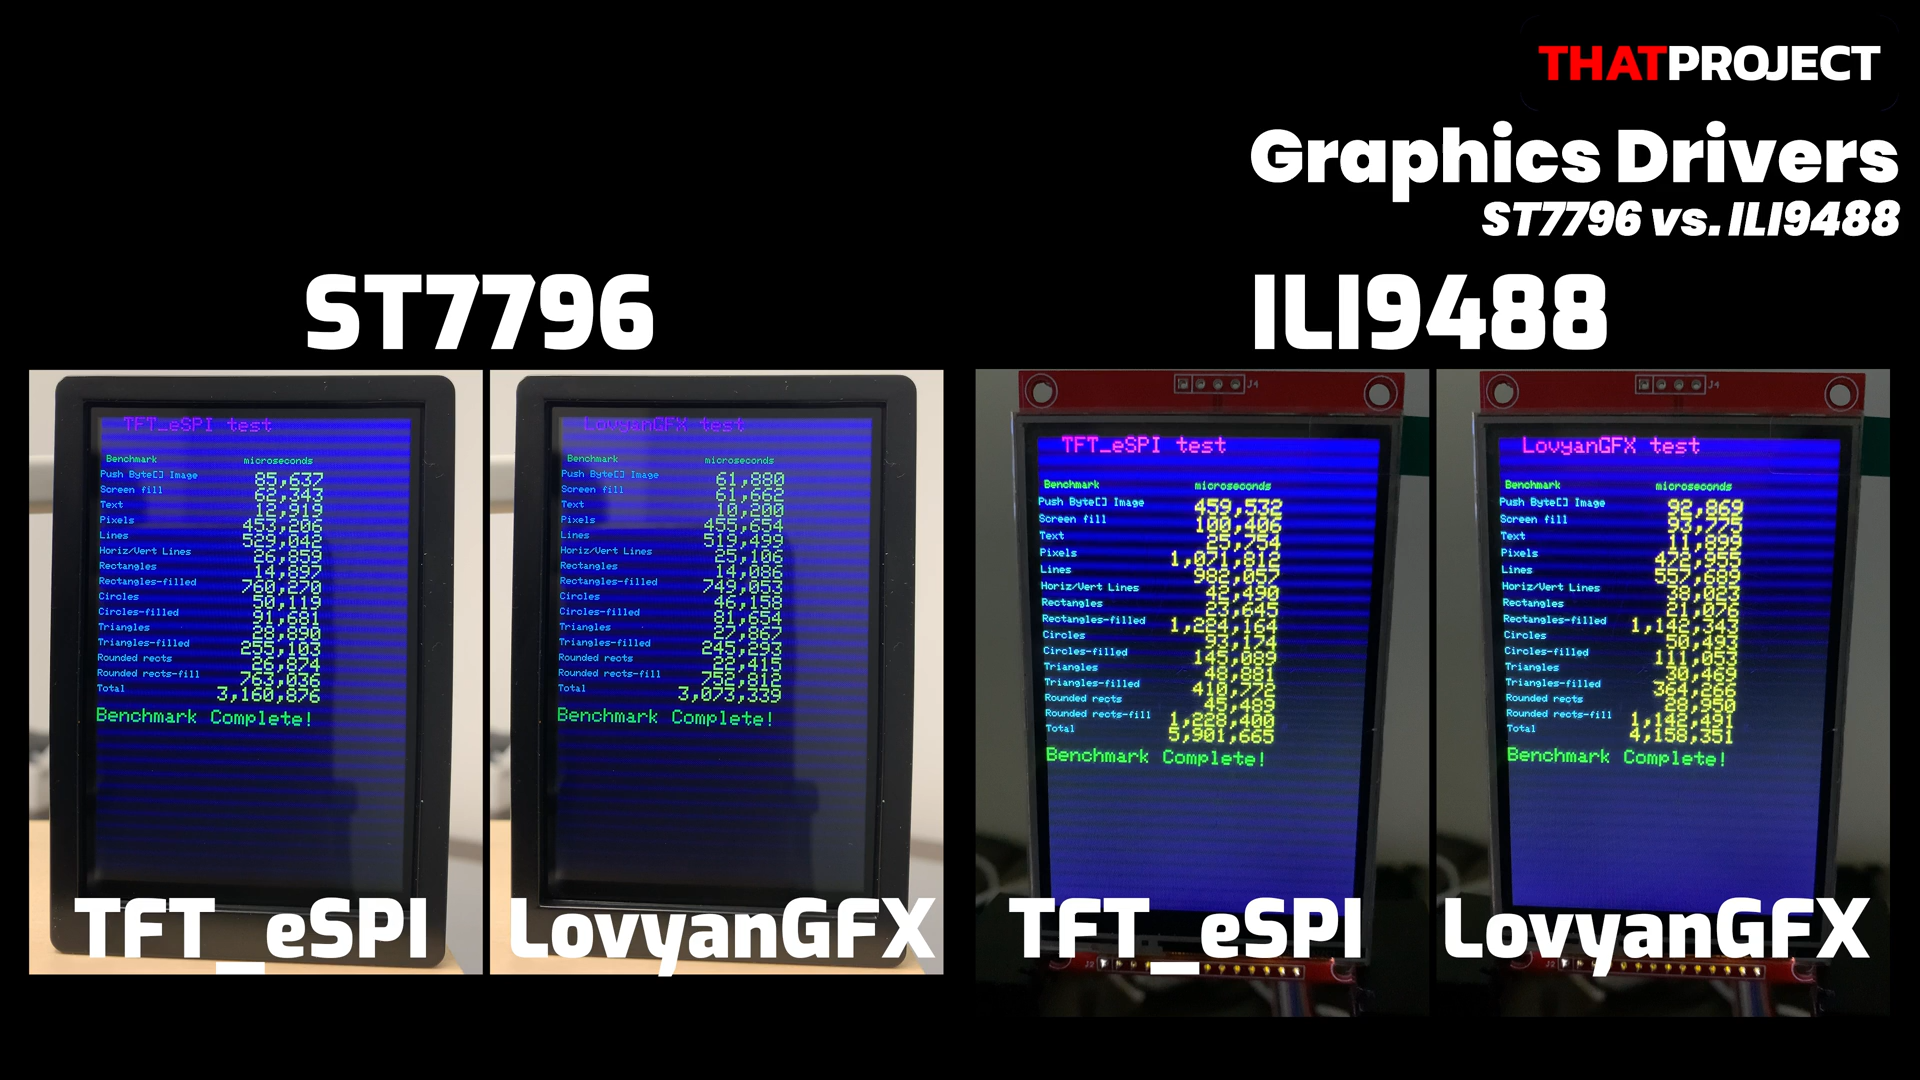 THATPROJECT
Graphics Drivers
ST7796 vs. ILI9488
ST7796
ILI9488
TFT_eSPI test
Benchmark microseconds
Push Byte[] Image 85,637
Screen fill 62,343
Text 12,919
Pixels 453,206
Lines 529,048
Horiz/Vert Lines 26,859
Rectangles 14,897
Rectangles-filled 760,270
Circles 50,119
Circles-filled 91,681
Triangles 28,890
Triangles-filled 255,103
Rounded rects 26,874
Rounded rects-fill 763,036
Total 3,160,876
Benchmark Complete!
TFT_eSPI
LovyanGFX test
Benchmark microseconds
Push Byte[] Image 61,880
Screen fill 61,662
Text 10,200
Pixels 455,654
Lines 519,499
Horiz/Vert Lines 25,106
Rectangles 14,086
Rectangles-filled 749,053
Circles 46,158
Circles-filled 81,654
Triangles 27,867
Triangles-filled 245,293
Rounded rects 22,415
Rounded rects-fill 752,818
Total 3,073,339
Benchmark Complete!
LovyanGFX
J4
TFT_eSPI test
Benchmark microseconds
Push Byte[] Image 459,532
Screen fill 100,406
Text 25,754
Pixels 1,071,812
Lines 982,057
Horiz/Vert Lines 43,490
Rectangles 23,645
Rectangles-filled 1,224,164
Circles 93,124
Circles-filled 145,089
Triangles 48,881
Triangles-filled 410,772
Rounded rects 45,489
Rounded rects-fill 1,228,400
Total 5,901,665
Benchmark Complete!
TFT_eSPI
J2
J4
LovyanGFX test
Benchmark microseconds
Push Byte[] Image 92,869
Screen fill 93,775
Text 11,899
Pixels
Lines 557,689
Horiz/Vert Lines 38,023
Rectangles 21,076
Rectangles-filled 1,142,343
Circles 50,493
Circles-filled 111,053
Triangles 30,469
Triangles-filled 364,266
Rounded rects 28,950
Rounded rects-fill 1,142,491
Total 4,158,351
Benchmark Complete!
LovyanGFX
J2